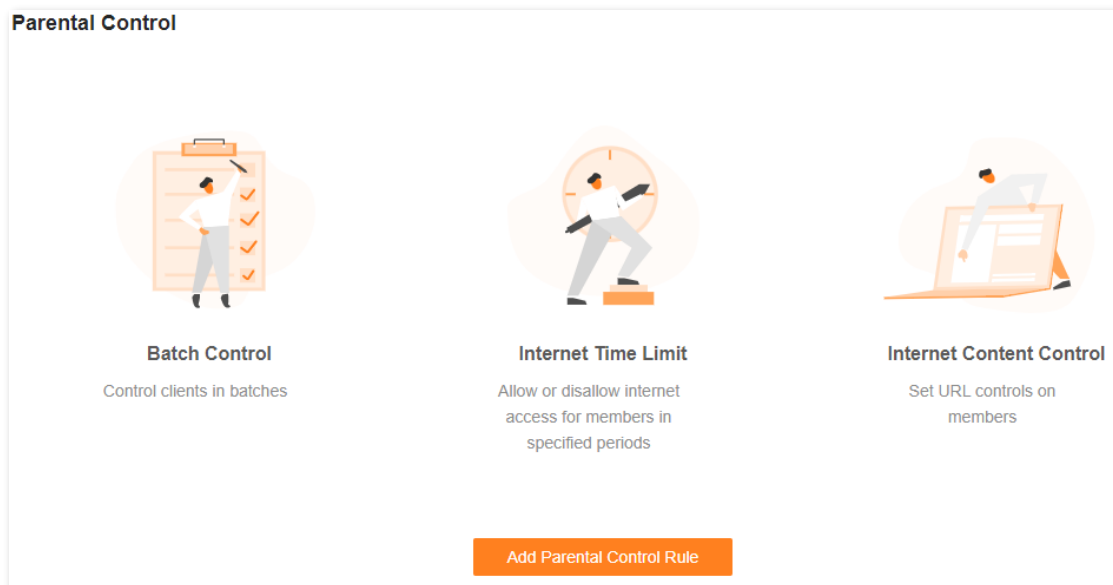 Parental Control
Batch Control
Control clients in batches
Internet Time Limit
Allow or disallow internet
access for members in
specified periods
Internet Content Control
Set URL controls on
members
Add Parental Control Rule